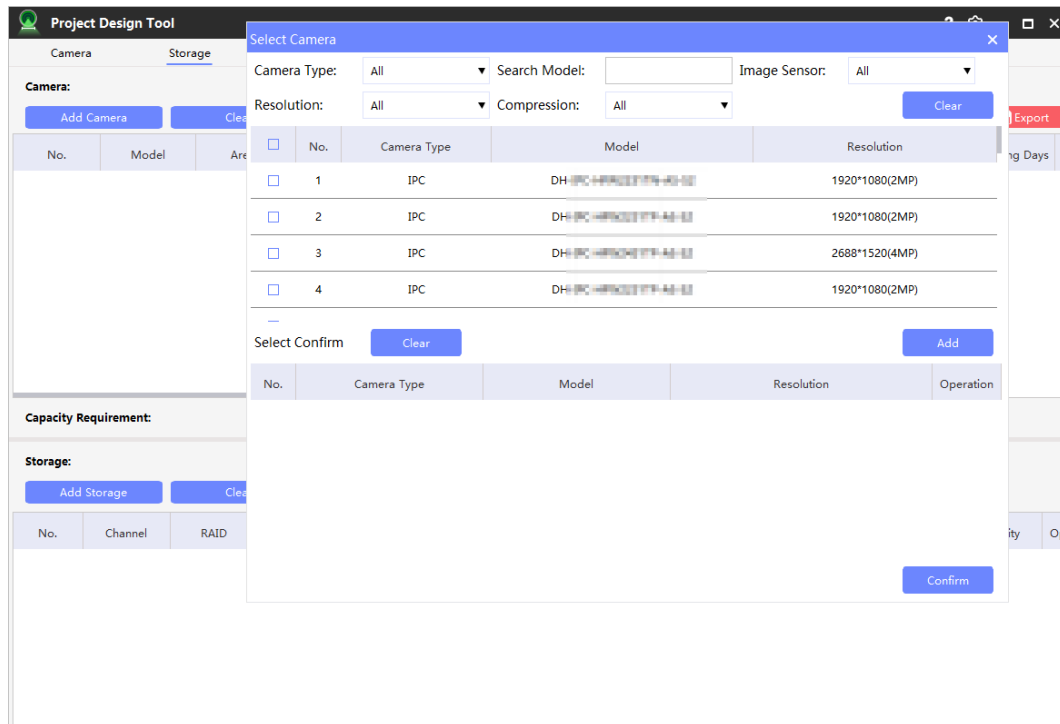 Project Design Tool
?
Camera
Storage
Camera:
Add Camera
Clea
Export
No.
Model
Are
ng Days
Select Camera
Camera Type:
All
Search Model:
Image Sensor:
All
Resolution:
All
Compression:
All
Clear
No.
Camera Type
Model
Resolution
1
IPC
DH
1920*1080(2MP)
2
IPC
DH
1920*1080(2MP)
3
IPC
DH
2688*1520(4MP)
4
IPC
DH
1920*1080(2MP)
Select Confirm
Clear
Add
No.
Camera Type
Model
Resolution
Operation
Confirm
Capacity Requirement:
Storage:
Add Storage
Clea
No.
Channel
RAID
ity